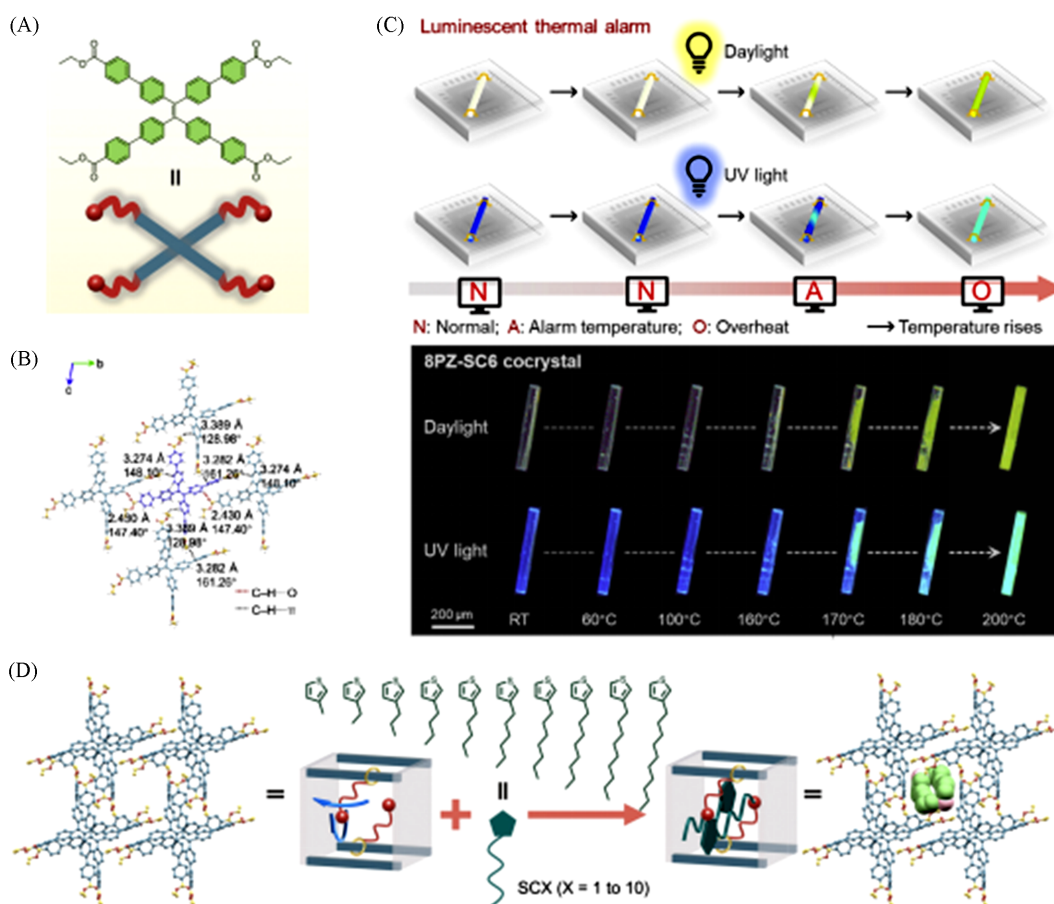 (A)
O
O
O
O
O
O
O
O
(B)
b
c
3.389 Å
128.98°
3.274 Å
148.10°
3.282 Å
161.26°
3.274 Å
148.10°
2.430 Å
147.40°
3.389 Å
128.98°
2.430 Å
147.40°
3.282 Å
161.26°
C–H···O
C–H···π
(C)
Luminescent thermal alarm
Daylight
UV light
N
N
A
O
N: Normal; A: Alarm temperature; O: Overheat
Temperature rises
8PZ-SC6 cocrystal
Daylight
UV light
200 μm
RT
60°C
100°C
160°C
170°C
180°C
200°C
(D)
S
S
S
S
S
S
S
S
S
S
=
+
=
=
SCX (X = 1 to 10)